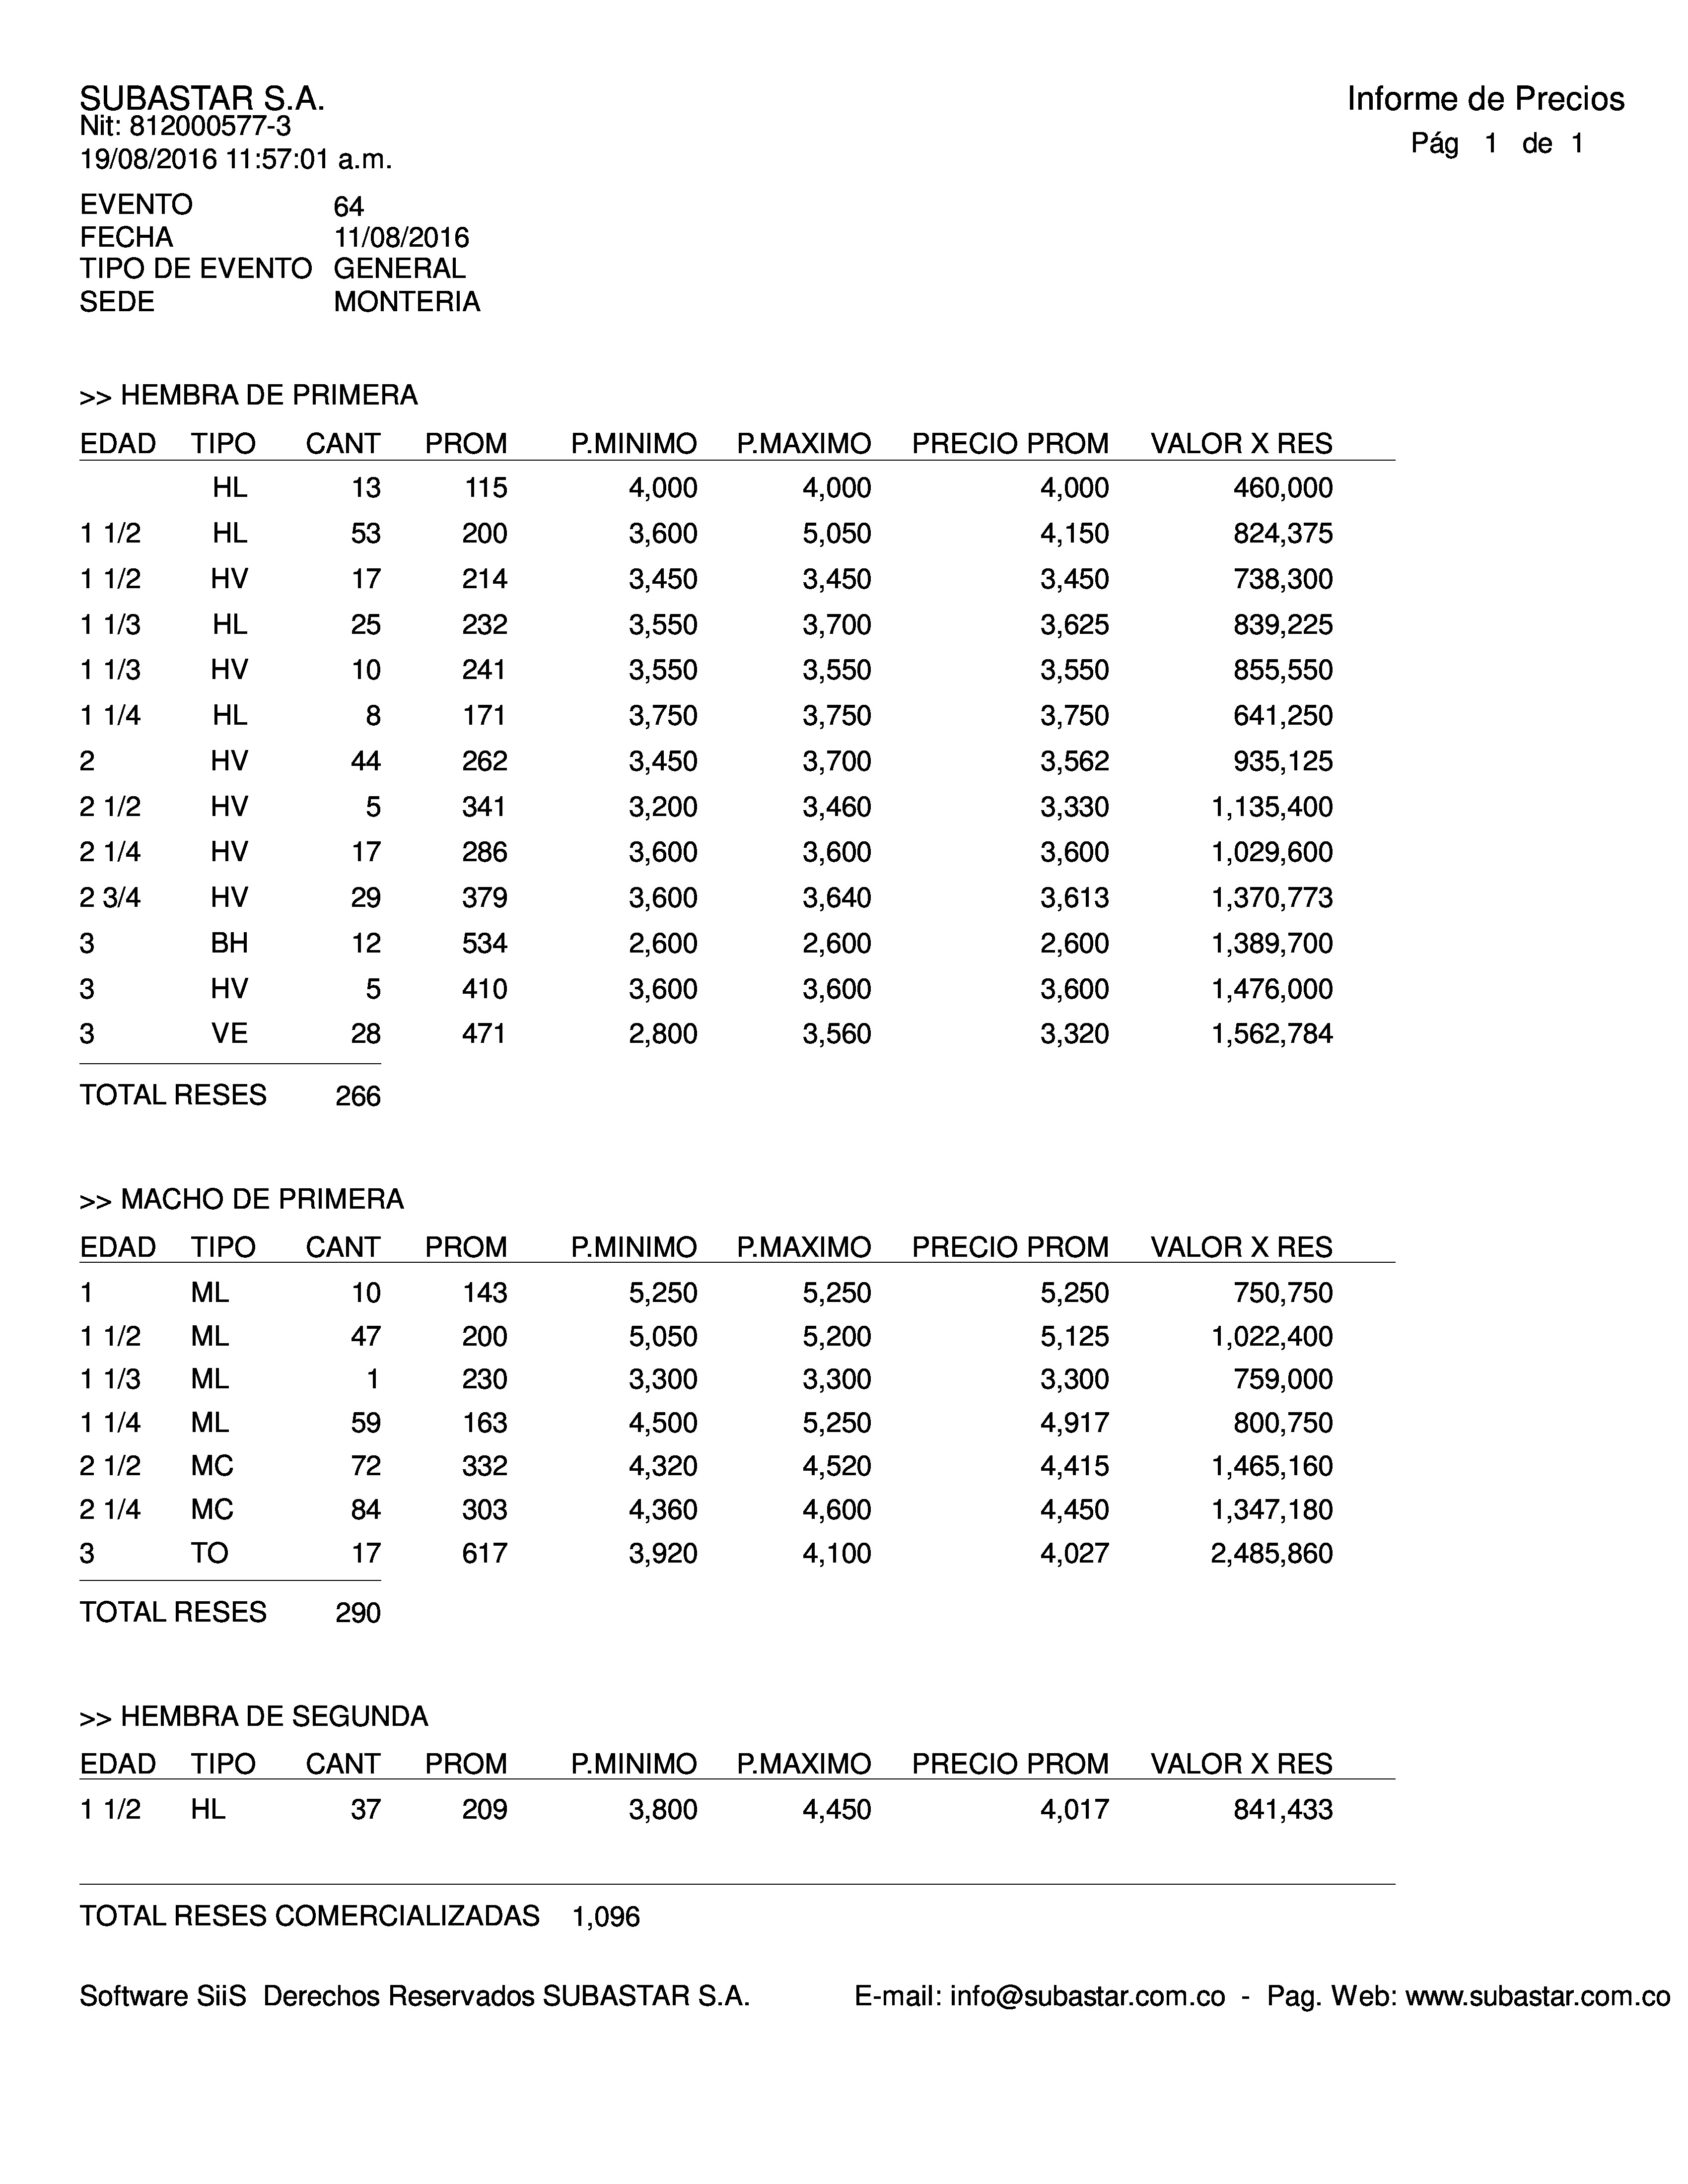 SUBASTAR S.A.
Informe de Precios
Nit: 812000577-3
Pág 1 de 1
19/08/2016 11:57:01 a.m.
EVENTO 64
FECHA 11/08/2016
TIPO DE EVENTO GENERAL
SEDE MONTERIA
>> HEMBRA DE PRIMERA
EDAD TIPO CANT PROM P.MINIMO P.MAXIMO PRECIO PROM VALOR X RES
HL 13 115 4,000 4,000 4,000 460,000
1 1/2 HL 53 200 3,600 5,050 4,150 824,375
1 1/2 HV 17 214 3,450 3,450 3,450 738,300
1 1/3 HL 25 232 3,550 3,700 3,625 839,225
1 1/3 HV 10 241 3,550 3,550 3,550 855,550
1 1/4 HL 8 171 3,750 3,750 3,750 641,250
2 HV 44 262 3,450 3,700 3,562 935,125
2 1/2 HV 5 341 3,200 3,460 3,330 1,135,400
2 1/4 HV 17 286 3,600 3,600 3,600 1,029,600
2 3/4 HV 29 379 3,600 3,640 3,613 1,370,773
3 BH 12 534 2,600 2,600 2,600 1,389,700
3 HV 5 410 3,600 3,600 3,600 1,476,000
3 VE 28 471 2,800 3,560 3,320 1,562,784
TOTAL RESES 266
>> MACHO DE PRIMERA
EDAD TIPO CANT PROM P.MINIMO P.MAXIMO PRECIO PROM VALOR X RES
1 ML 10 143 5,250 5,250 5,250 750,750
1 1/2 ML 47 200 5,050 5,200 5,125 1,022,400
1 1/3 ML 1 230 3,300 3,300 3,300 759,000
1 1/4 ML 59 163 4,500 5,250 4,917 800,750
2 1/2 MC 72 332 4,320 4,520 4,415 1,465,160
2 1/4 MC 84 303 4,360 4,600 4,450 1,347,180
3 TO 17 617 3,920 4,100 4,027 2,485,860
TOTAL RESES 290
>> HEMBRA DE SEGUNDA
EDAD TIPO CANT PROM P.MINIMO P.MAXIMO PRECIO PROM VALOR X RES
1 1/2 HL 37 209 3,800 4,450 4,017 841,433
TOTAL RESES COMERCIALIZADAS 1,096
Software SiiS Derechos Reservados SUBASTAR S.A. E-mail: info@subastar.com.co - Pag. Web: www.subastar.com.co